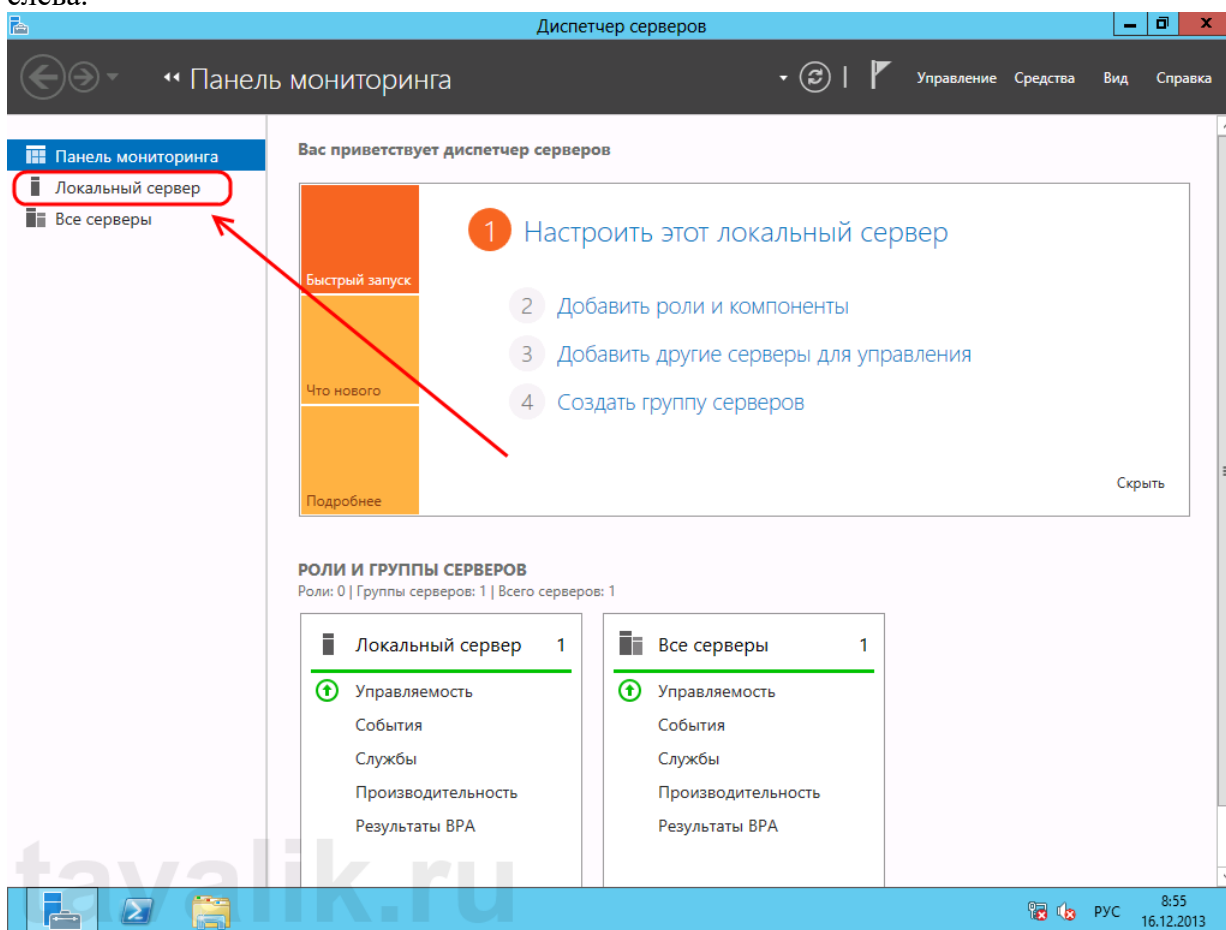 слева.
Диспетчер серверов
Панель мониторинга
Управление Средства Вид Справка
Панель мониторинга
Локальный сервер
Все серверы
Вас приветствует диспетчер серверов
Быстрый запуск
Что нового
Подробнее
1 Настроить этот локальный сервер
2 Добавить роли и компоненты
3 Добавить другие серверы для управления
4 Создать группу серверов
Скрыть
РОЛИ И ГРУППЫ СЕРВЕРОВ
Роли: 0 | Группы серверов: 1 | Всего серверов: 1
Локальный сервер 1
Управляемость
События
Службы
Производительность
Результаты BPA
Все серверы 1
Управляемость
События
Службы
Производительность
Результаты BPA
tavalik.ru
РУС
8:55
16.12.2013